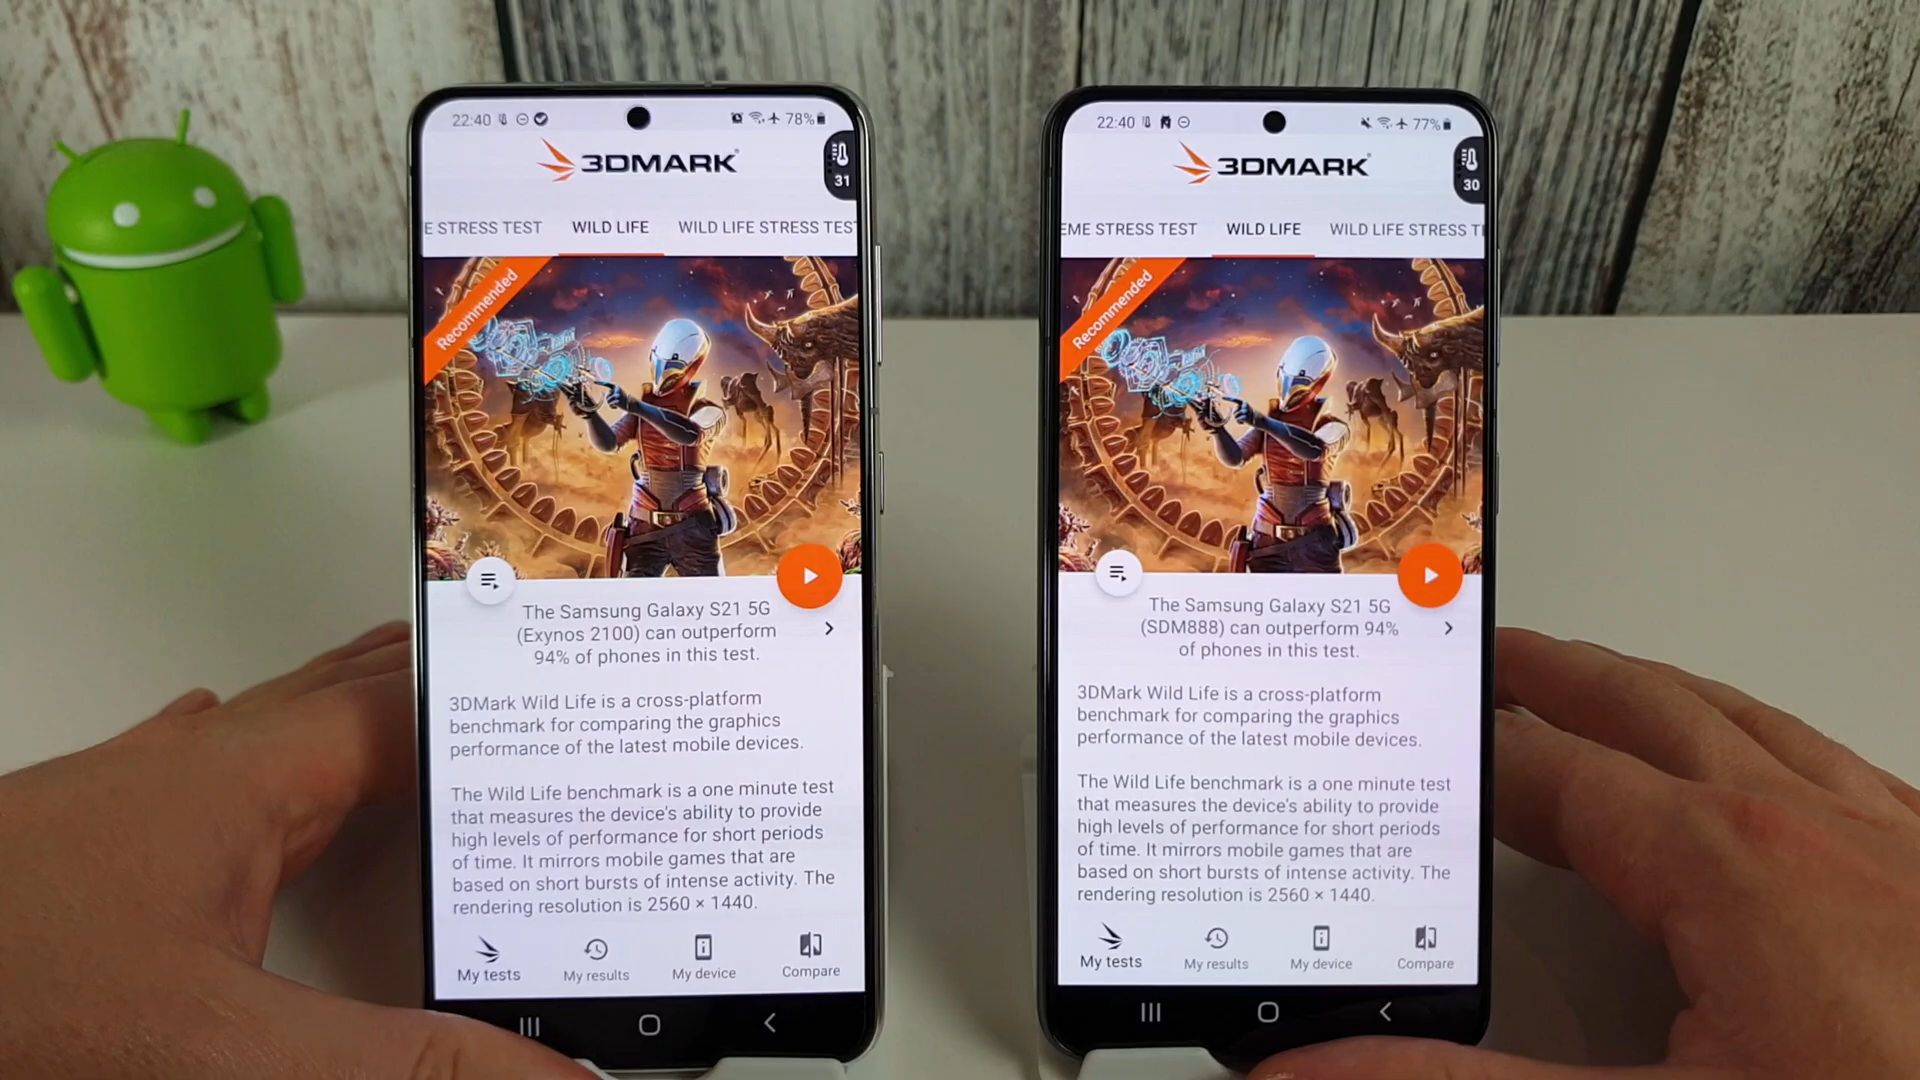 22:40
78%
3DMARK
31
E STRESS TEST
WILD LIFE
WILD LIFE STRESS TEST
Recommended
The Samsung Galaxy S21 5G
(Exynos 2100) can outperform
94% of phones in this test.
3DMark Wild Life is a cross-platform
benchmark for comparing the graphics
performance of the latest mobile devices.
The Wild Life benchmark is a one minute test
that measures the device's ability to provide
high levels of performance for short periods
of time. It mirrors mobile games that are
based on short bursts of intense activity. The
rendering resolution is 2560 × 1440.
My tests
My results
My device
Compare
22:40
77%
3DMARK
30
EME STRESS TEST
WILD LIFE
WILD LIFE STRESS T
Recommended
The Samsung Galaxy S21 5G
(SDM888) can outperform 94%
of phones in this test.
3DMark Wild Life is a cross-platform
benchmark for comparing the graphics
performance of the latest mobile devices.
The Wild Life benchmark is a one minute test
that measures the device's ability to provide
high levels of performance for short periods
of time. It mirrors mobile games that are
based on short bursts of intense activity. The
rendering resolution is 2560 × 1440.
My tests
My results
My device
Compare